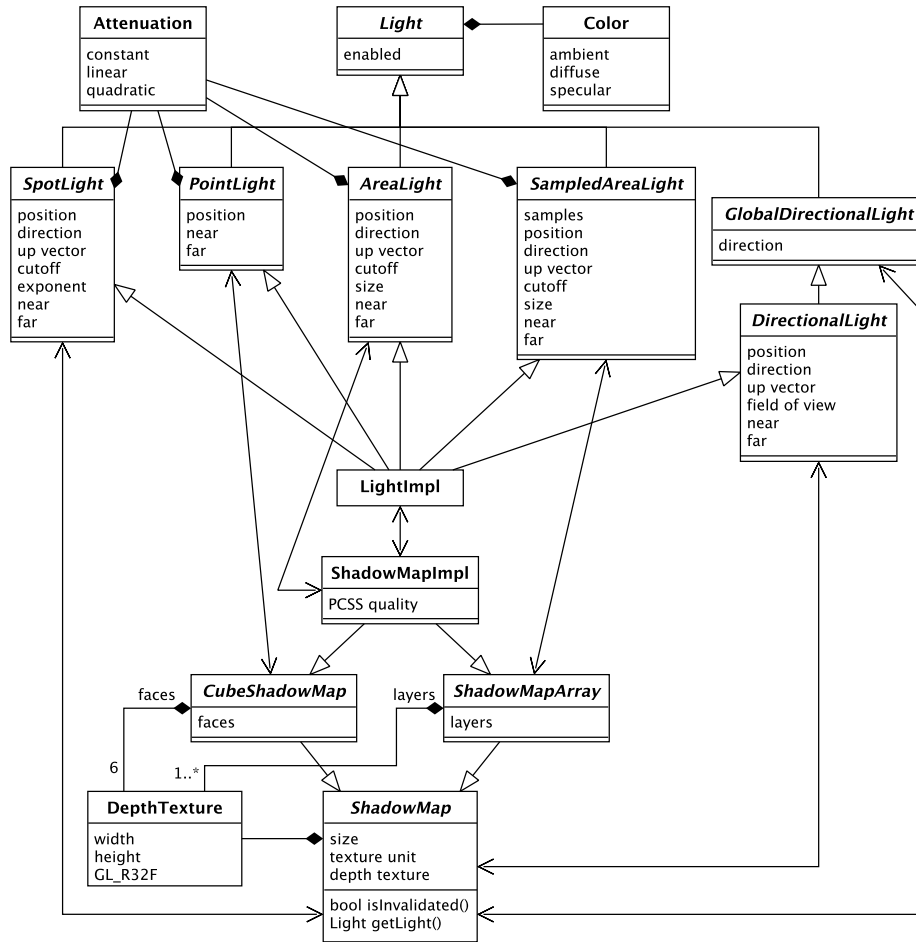 Attenuation
constant
linear
quadratic
Light
enabled
Color
ambient
diffuse
specular
SpotLight
position
direction
up vector
cutoff
exponent
near
far
PointLight
position
near
far
AreaLight
position
direction
up vector
cutoff
size
near
far
SampledAreaLight
samples
position
direction
up vector
cutoff
size
near
far
GlobalDirectionalLight
direction
DirectionalLight
position
direction
up vector
field of view
near
far
LightImpl
ShadowMapImpl
PCSS quality
faces
CubeShadowMap
faces
layers
ShadowMapArray
layers
6
1..*
DepthTexture
width
height
GL_R32F
ShadowMap
size
texture unit
depth texture
bool isInvalidated()
Light getLight()